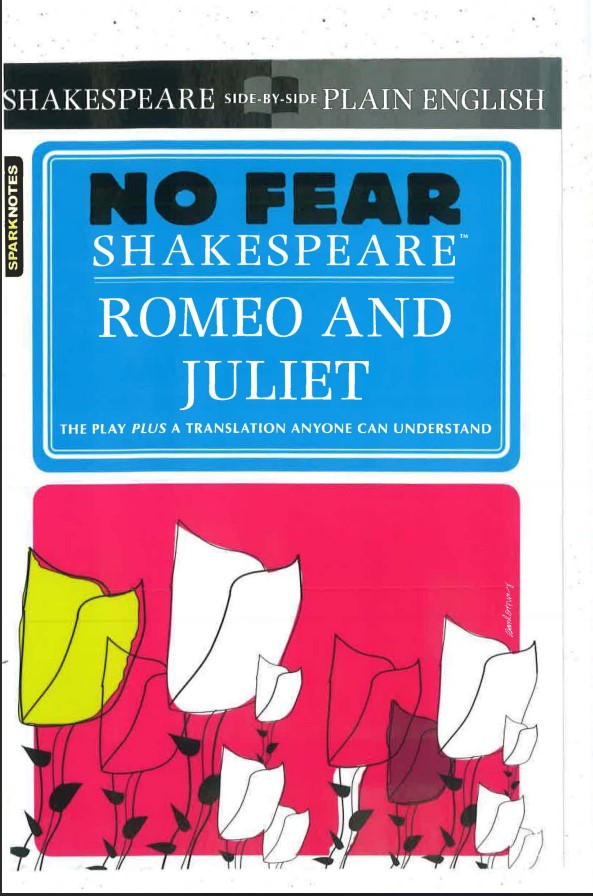 SHAKESPEARE SIDE-BY-SIDE PLAIN ENGLISH
SPARKNOTES
NO FEAR
SHAKESPEARE™
ROMEO AND
JULIET
THE PLAY PLUS A TRANSLATION ANYONE CAN UNDERSTAND